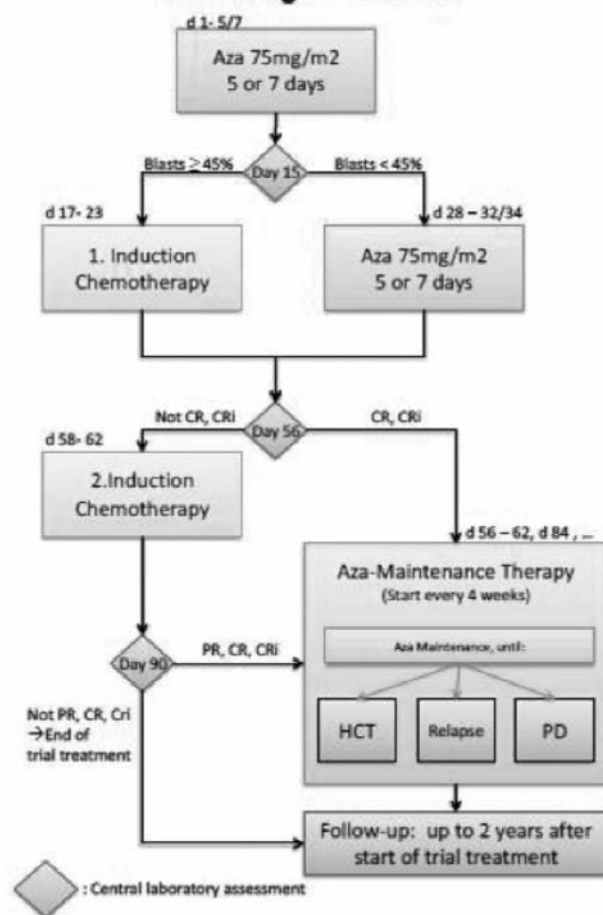 d 1- 5/7
Aza 75mg/m2
5 or 7 days
Blasts ≥45%
Day 15
Blasts < 45%
d 17- 23
d 28 – 32/34
1. Induction
Chemotherapy
Aza 75mg/m2
5 or 7 days
Not CR, CRi
Day 56
CR, CRi
d 58- 62
2.Induction
Chemotherapy
d 56 – 62, d 84 , ...
Aza-Maintenance Therapy
(Start every 4 weeks)
Aza Maintenance, until:
Day 90
PR, CR, CRi
HCT
Relapse
PD
Not PR, CR, Cri
→End of
trial treatment
Follow-up: up to 2 years after
start of trial treatment
: Central laboratory assessment